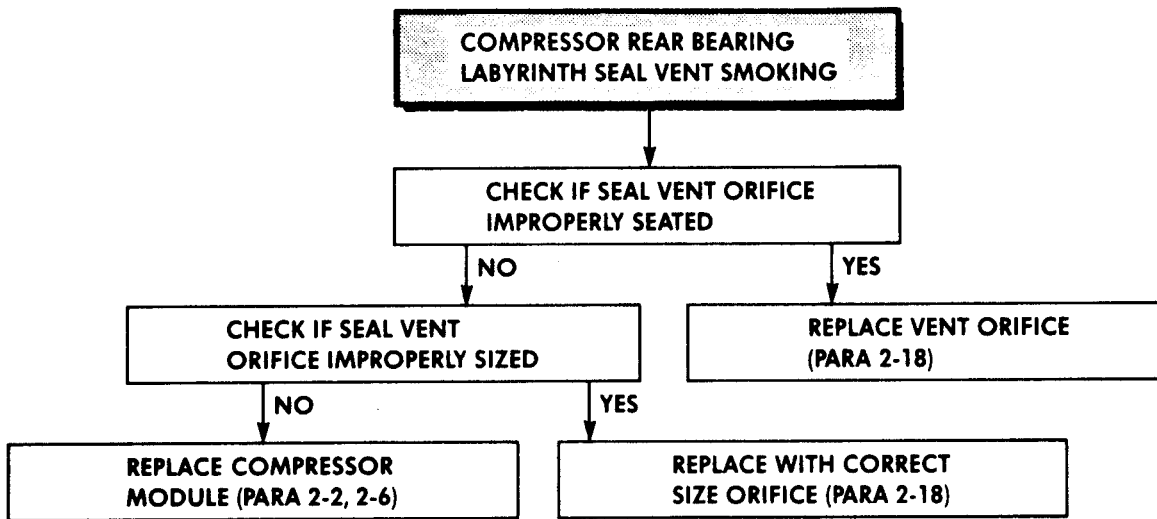 COMPRESSOR REAR BEARING
LABYRINTH SEAL VENT SMOKING
CHECK IF SEAL VENT ORIFICE
IMPROPERLY SEATED
NO
YES
CHECK IF SEAL VENT
ORIFICE IMPROPERLY SIZED
REPLACE VENT ORIFICE
(PARA 2-18)
NO
YES
REPLACE COMPRESSOR
MODULE (PARA 2-2, 2-6)
REPLACE WITH CORRECT
SIZE ORIFICE (PARA 2-18)